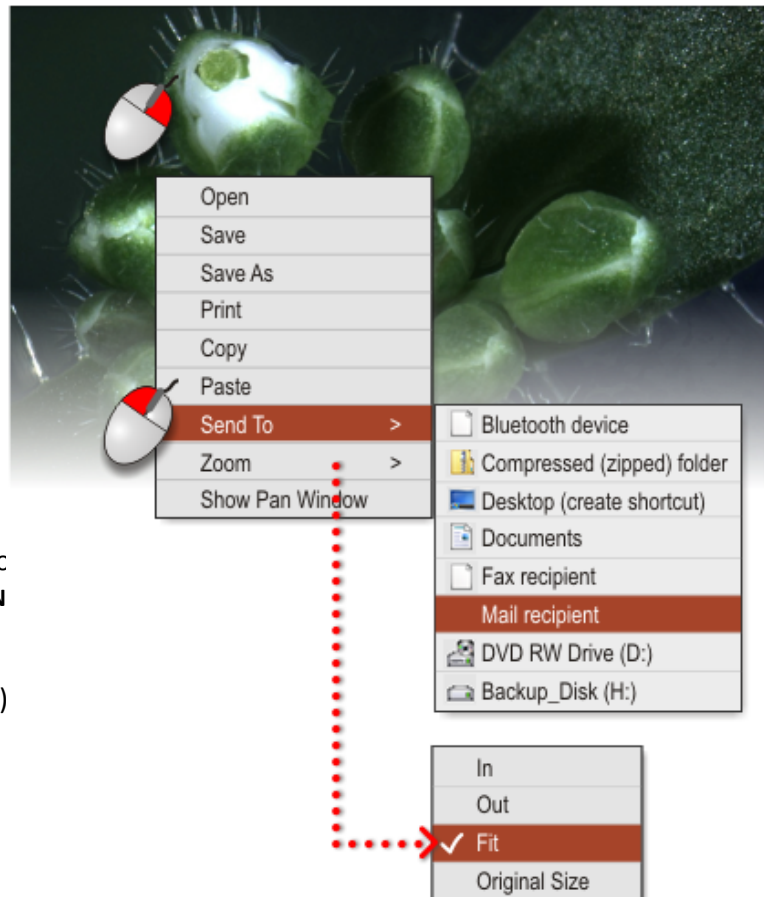 Open
Save
Save As
Print
Copy
Paste
Send To >
Zoom >
Show Pan Window
Bluetooth device
Compressed (zipped) folder
Desktop (create shortcut)
Documents
Fax recipient
Mail recipient
DVD RW Drive (D:)
Backup_Disk (H:)
)
In
Out
Fit
Original Size